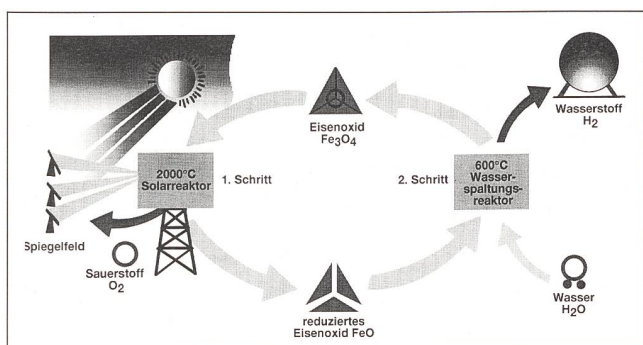 Eisenoxid
Fe3O4
Wasserstoff
H2
2000°C
Solarreaktor
1. Schritt
2. Schritt
600°C
Wasser-
spaltungs-
reaktor
Spiegelfeld
Sauerstoff
O2
reduziertes
Eisenoxid FeO
Wasser
H2O